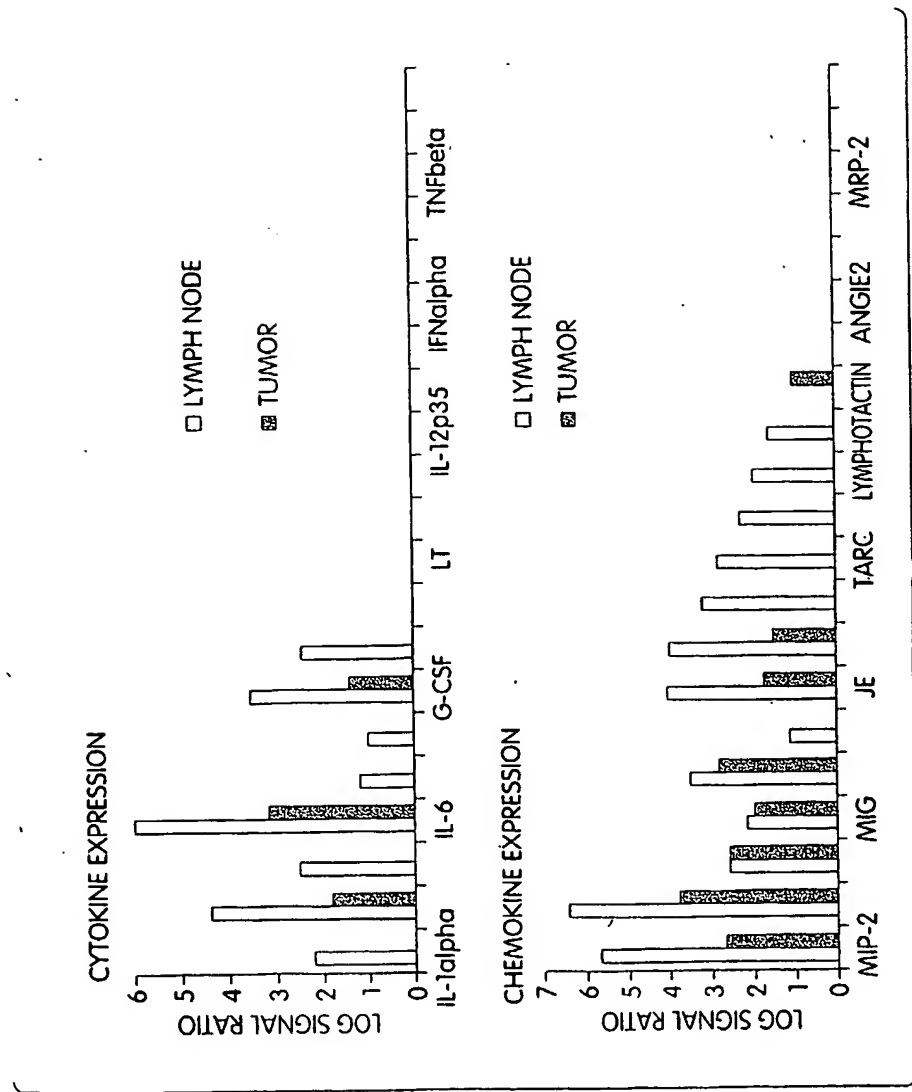 CYTOKINE EXPRESSION
LOG SIGNAL RATIO
6
5
4
3
2
1
0
LYMPH NODE
TUMOR
IL-1alpha
IL-6
G-CSF
LT
IL-12p35
IFNalpha
TNFbeta
CHEMOKINE EXPRESSION
LOG SIGNAL RATIO
7
6
5
4
3
2
1
0
LYMPH NODE
TUMOR
MIP-2
MIG
JE
TARC
LYMPHOTACTIN
ANGIE2
MRP-2